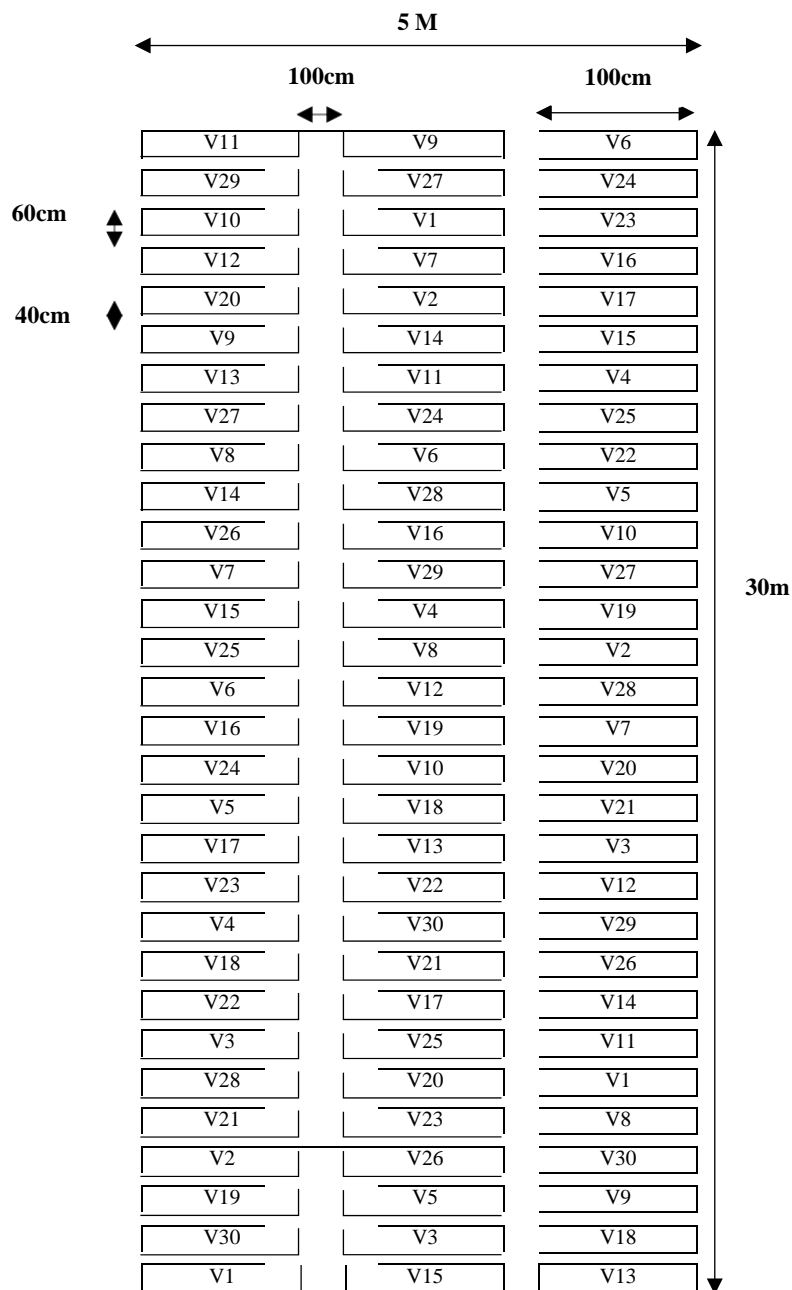 5 M
100cm 100cm
V11 V9 V6
V29 V27 V24
60cm V10 V1 V23
V12 V7 V16
40cm V20 V2 V17
V9 V14 V15
V13 V11 V4
V27 V24 V25
V8 V6 V22
V14 V28 V5
V26 V16 V10
V7 V29 V27
30m
V15 V4 V19
V25 V8 V2
V6 V12 V28
V16 V19 V7
V24 V10 V20
V5 V18 V21
V17 V13 V3
V23 V22 V12
V4 V30 V29
V18 V21 V26
V22 V17 V14
V3 V25 V11
V28 V20 V1
V21 V23 V8
V2 V26 V30
V19 V5 V9
V30 V3 V18
V1 V15 V13